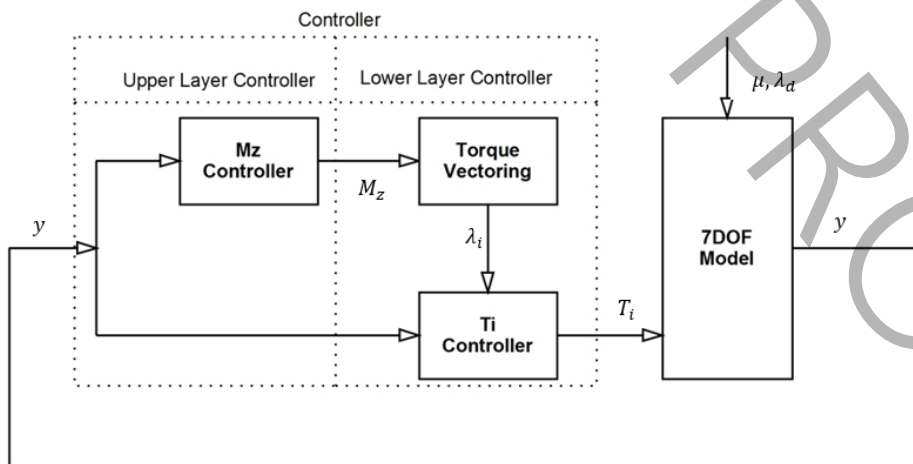 Controller
Upper Layer Controller
Lower Layer Controller
μ, λ_d
Mz
Controller
Torque
Vectoring
M_z
y
λ_i
7DOF
Model
y
T_i
Ti
Controller
PRO